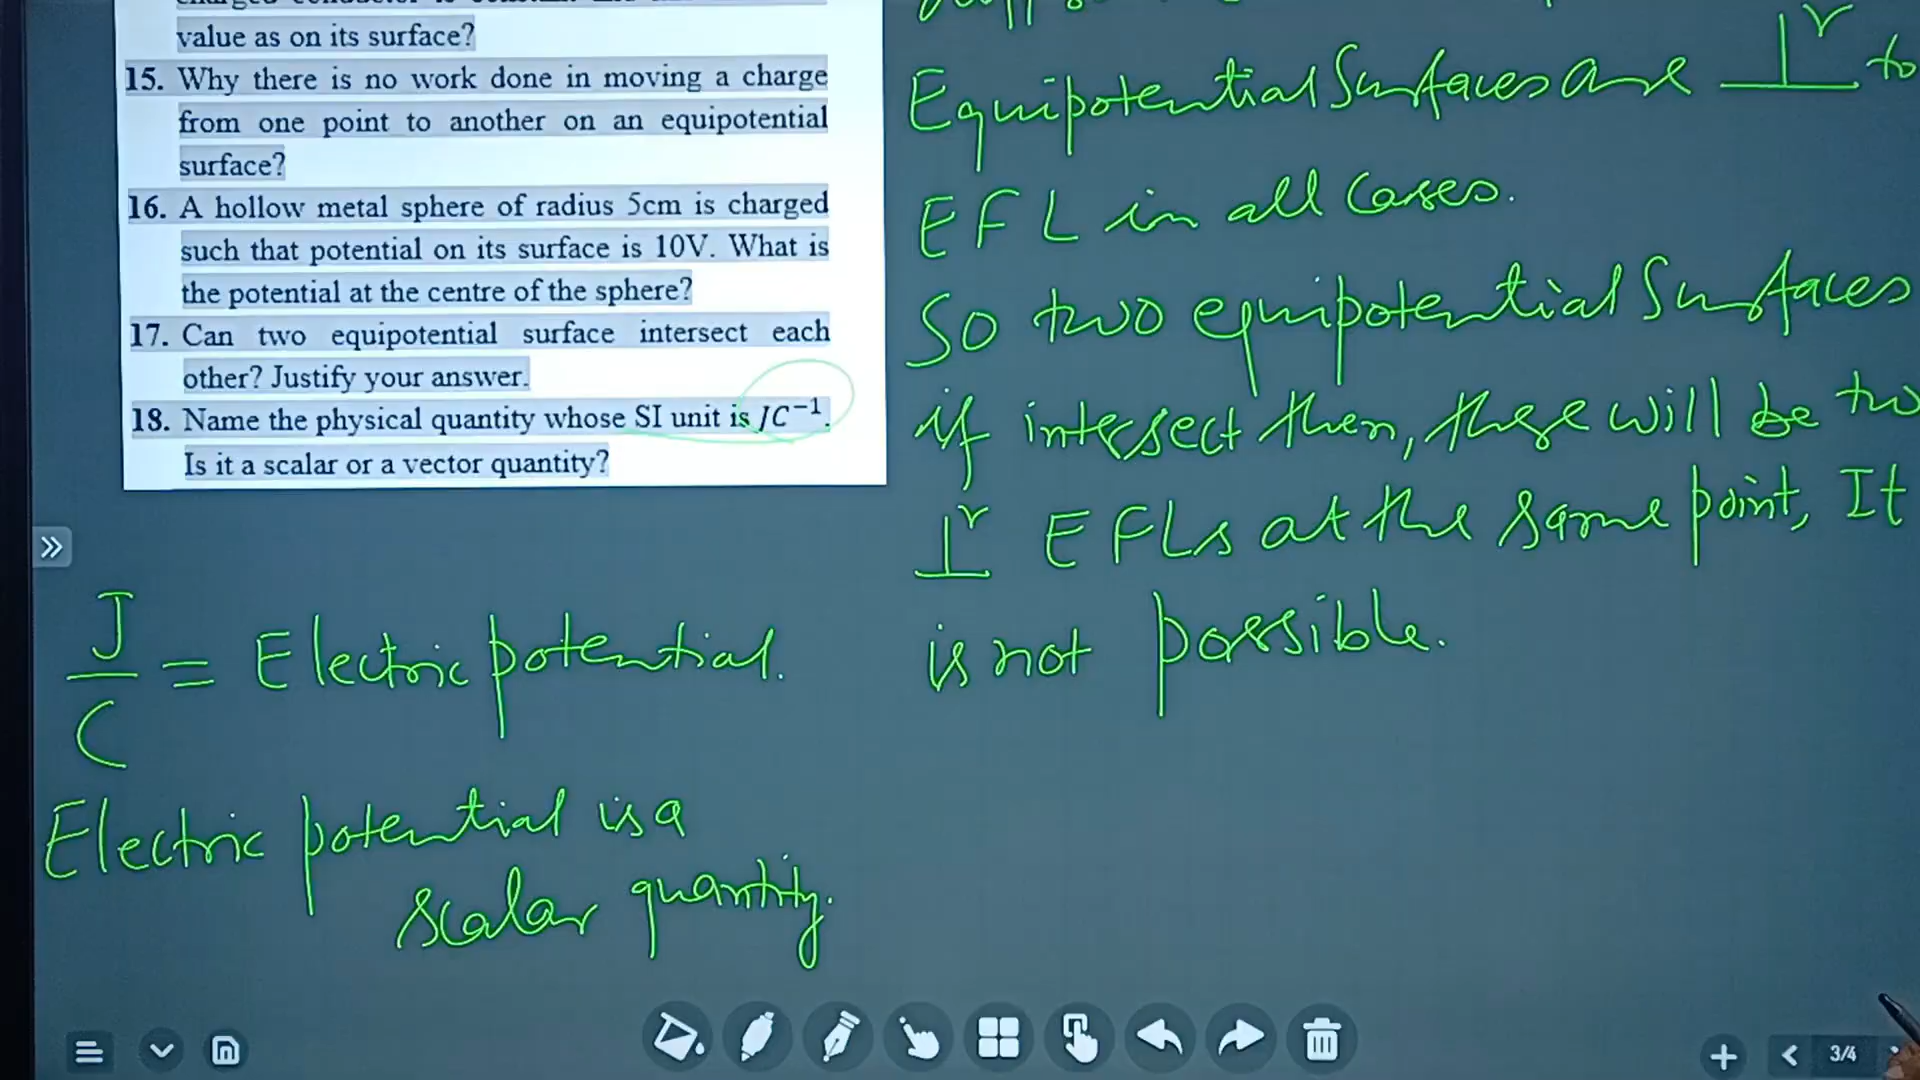 value as on its surface?
15. Why there is no work done in moving a charge
from one point to another on an equipotential
surface?
16. A hollow metal sphere of radius 5cm is charged
such that potential on its surface is 10V. What is
the potential at the centre of the sphere?
17. Can two equipotential surface intersect each
other? Justify your answer.
18. Name the physical quantity whose SI unit is JC⁻¹.
Is it a scalar or a vector quantity?
J/C = Electric potential.
Electric potential is a
scalar quantity.
Equipotential Surfaces are ⊥r to
EFL in all Cases.
So two equipotential Surfaces
if intersect then, these will be two
⊥r EFLs at the same point, It
is not possible.
3/4